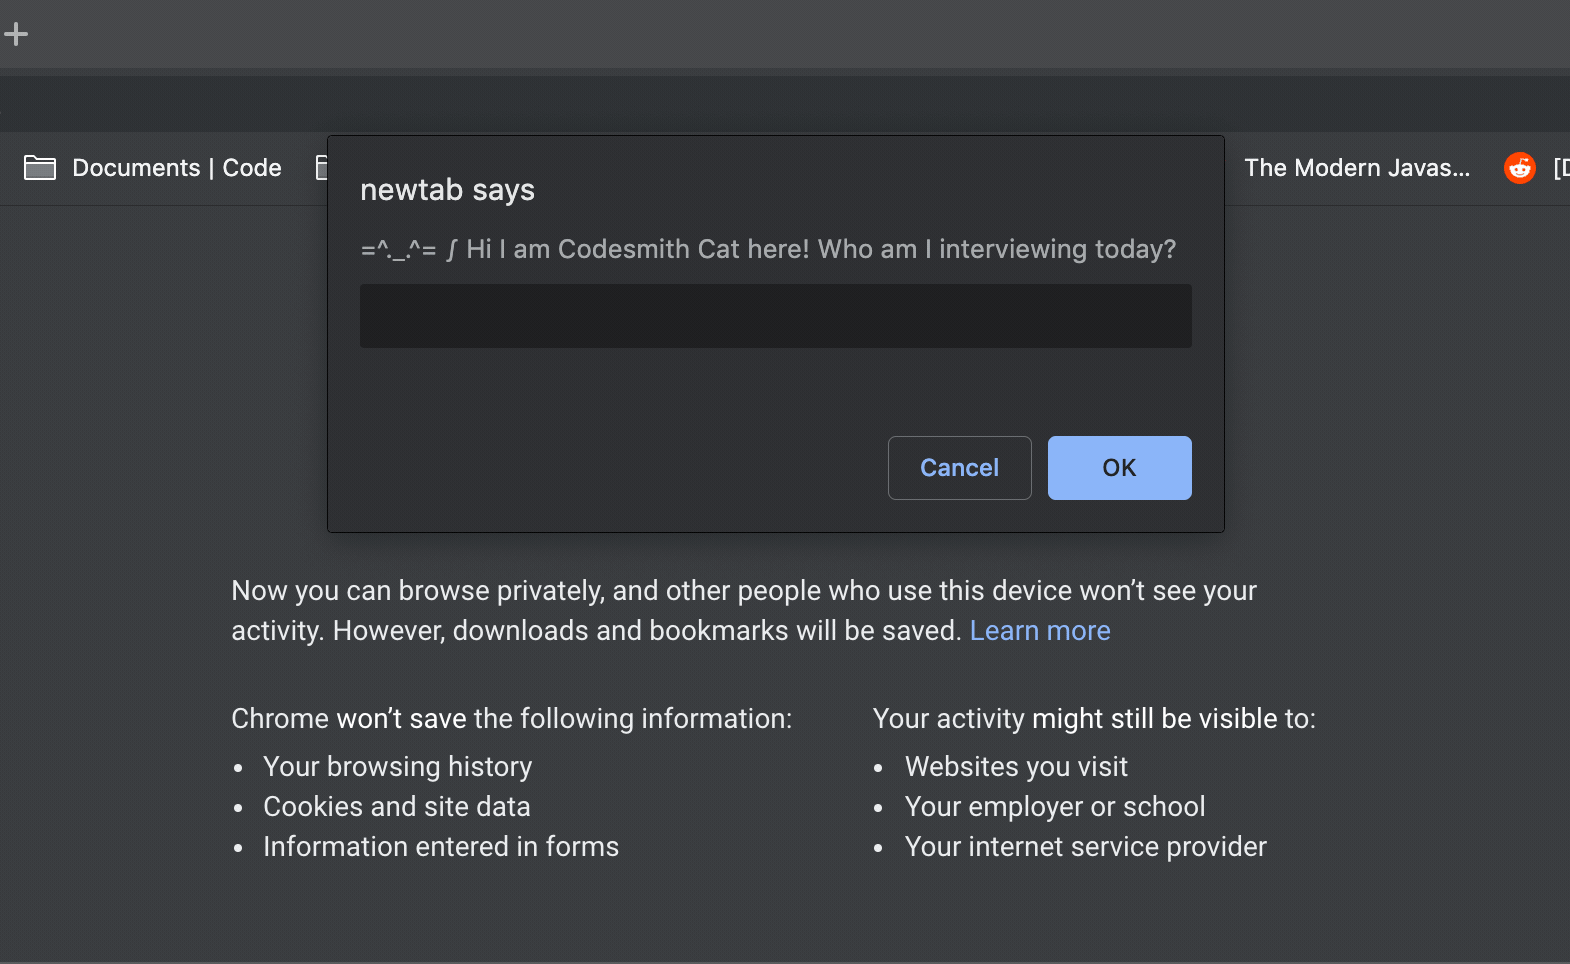 Documents | Code
The Modern Javas...
newtab says
=^._.^= ∫ Hi I am Codesmith Cat here! Who am I interviewing today?
Cancel
OK
Now you can browse privately, and other people who use this device won’t see your
activity. However, downloads and bookmarks will be saved. Learn more
Chrome won’t save the following information:
• Your browsing history
• Cookies and site data
• Information entered in forms
Your activity might still be visible to:
• Websites you visit
• Your employer or school
• Your internet service provider